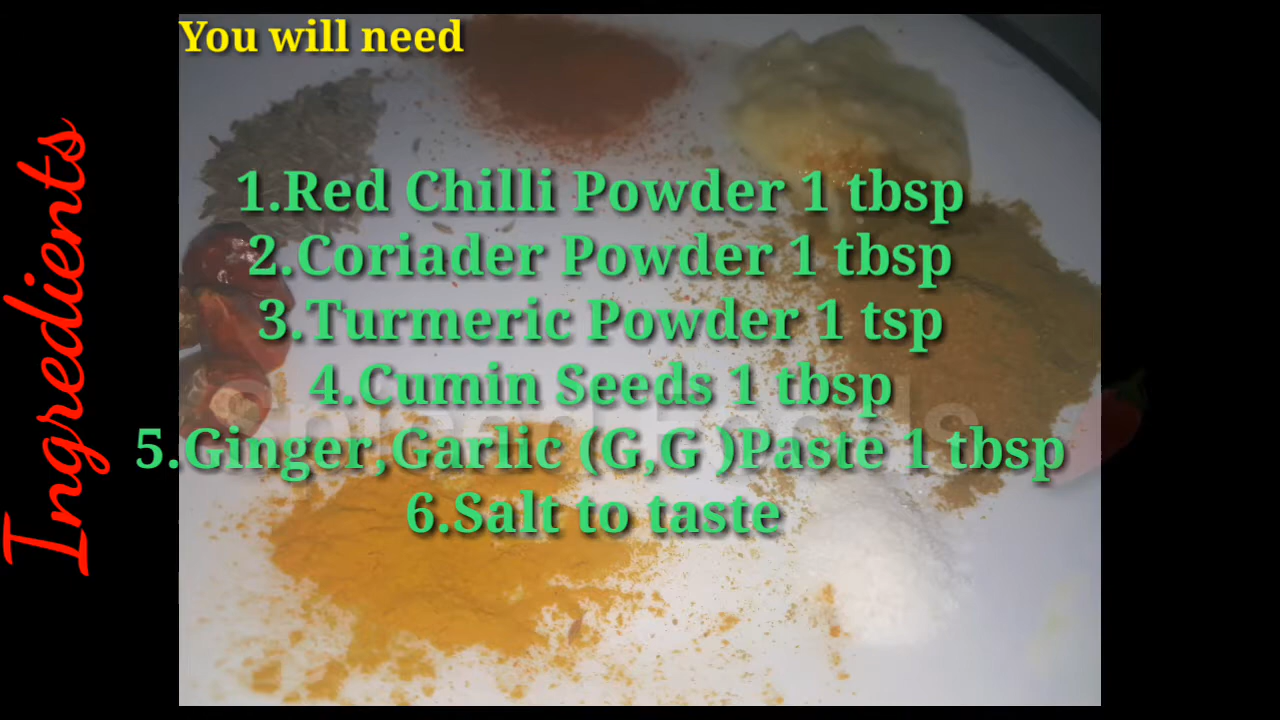 You will need
Ingredients
1.Red Chilli Powder 1 tbsp
2.Coriader Powder 1 tbsp
3.Turmeric Powder 1 tsp
4.Cumin Seeds 1 tbsp
5.Ginger,Garlic (G,G )Paste 1 tbsp
6.Salt to taste